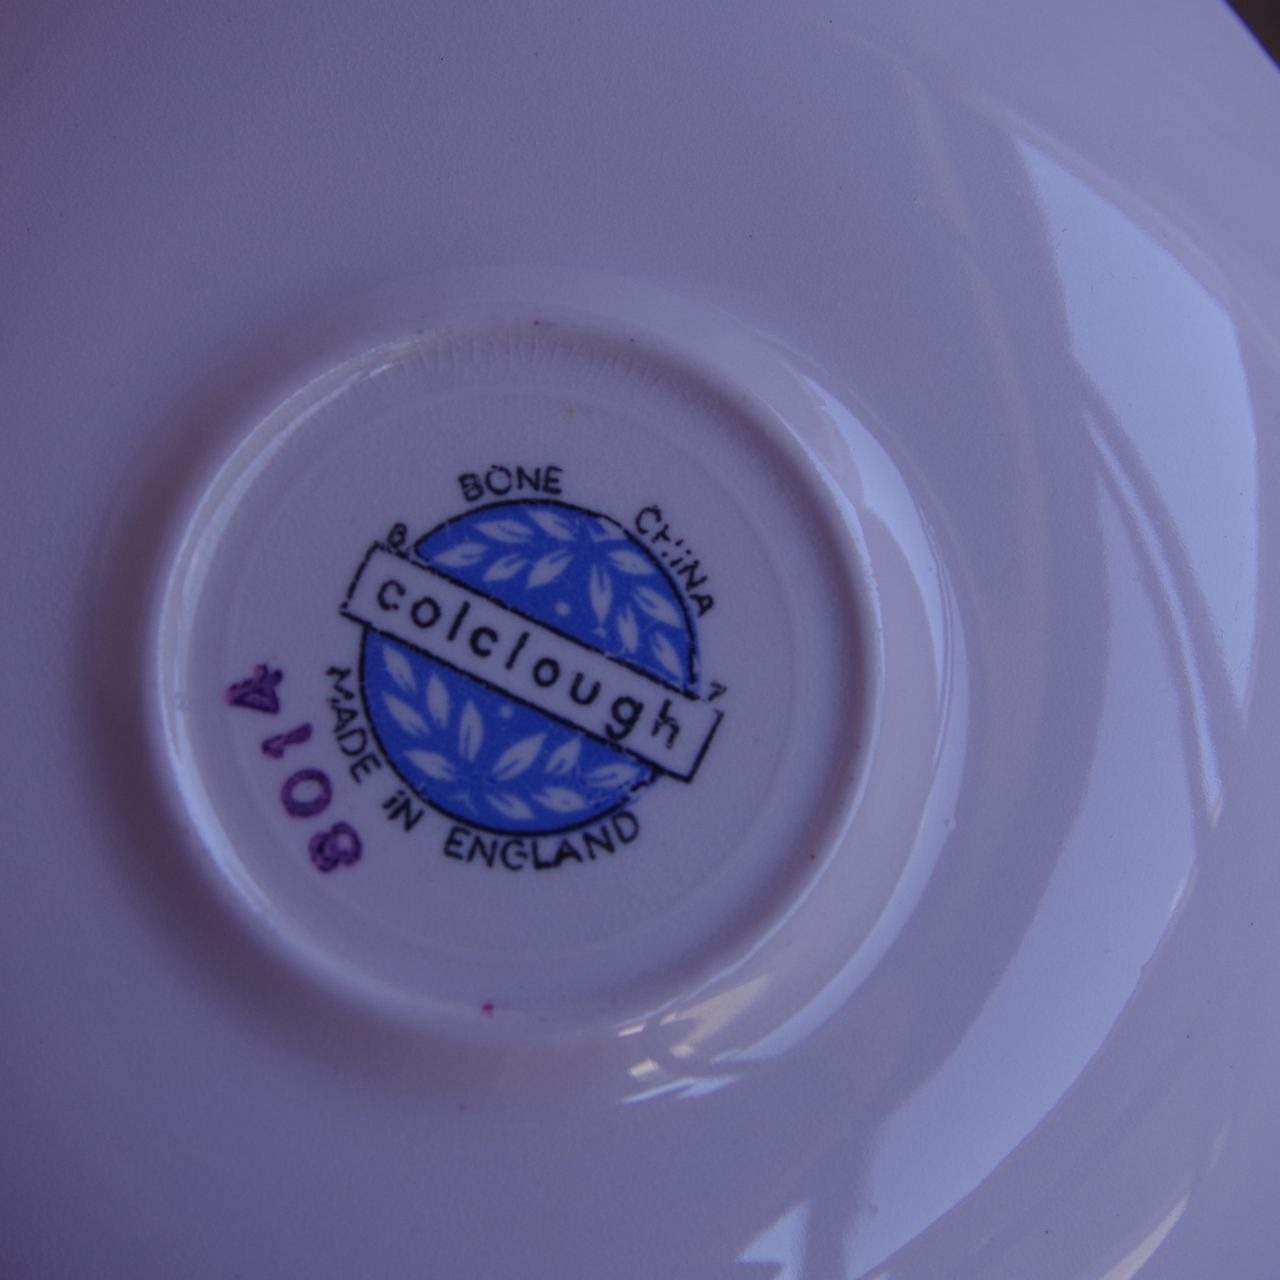 BONE CHINA
colclough
MADE IN ENGLAND
8014